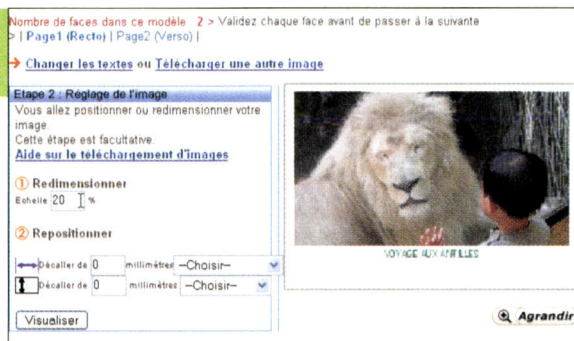 Nombre de faces dans ce modèle 2 > Validez chaque face avant de passer à la suivante
> | Page1 (Recto) | Page2 (Verso) |
→ Changer les textes ou Télécharger une autre image
Etape 2 : Réglage de l'image
Vous allez positionner ou redimensionner votre
image.
Cette étape est facultative.
Aide sur le téléchargement d'images
① Redimensionner
Echelle 20 %
② Repositionner
Décaller de 0 millimètres --Choisir--
Décaller de 0 millimètres --Choisir--
Visualiser
VOYAGE AUX ANTILLES
Agrandir